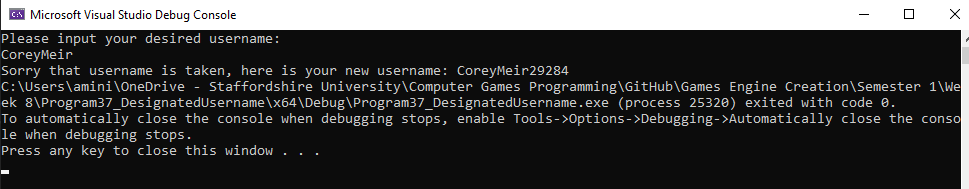 Microsoft Visual Studio Debug Console
Please input your desired username:
CoreyMeir
Sorry that username is taken, here is your new username: CoreyMeir29284
C:\Users\amini\OneDrive - Staffordshire University\Computer Games Programming\GitHub\Games Engine Creation\Semester 1\We
ek 8\Program37_DesignatedUsername\x64\Debug\Program37_DesignatedUsername.exe (process 25320) exited with code 0.
To automatically close the console when debugging stops, enable Tools->Options->Debugging->Automatically close the conso
le when debugging stops.
Press any key to close this window . . .